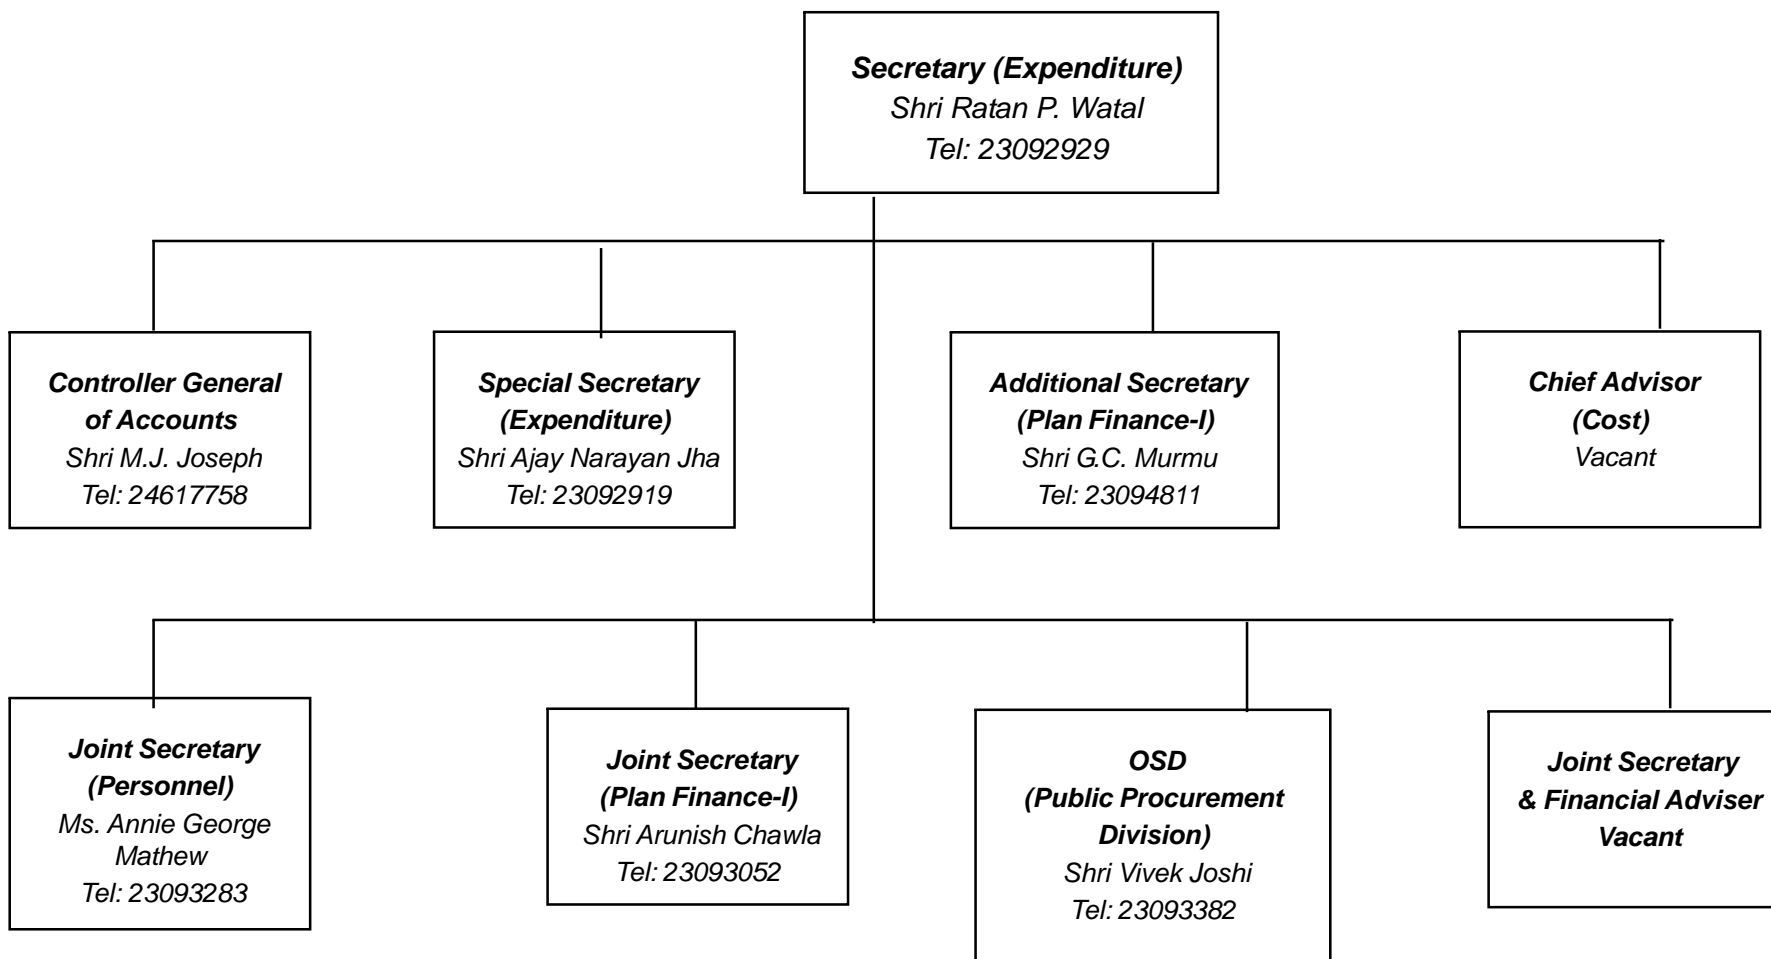 Secretary (Expenditure)
Shri Ratan P. Watal
Tel: 23092929
Controller General
of Accounts
Shri M.J. Joseph
Tel: 24617758
Special Secretary
(Expenditure)
Shri Ajay Narayan Jha
Tel: 23092919
Additional Secretary
(Plan Finance-I)
Shri G.C. Murmu
Tel: 23094811
Chief Advisor
(Cost)
Vacant
Joint Secretary
(Personnel)
Ms. Annie George
Mathew
Tel: 23093283
Joint Secretary
(Plan Finance-I)
Shri Arunish Chawla
Tel: 23093052
OSD
(Public Procurement
Division)
Shri Vivek Joshi
Tel: 23093382
Joint Secretary
& Financial Adviser
Vacant